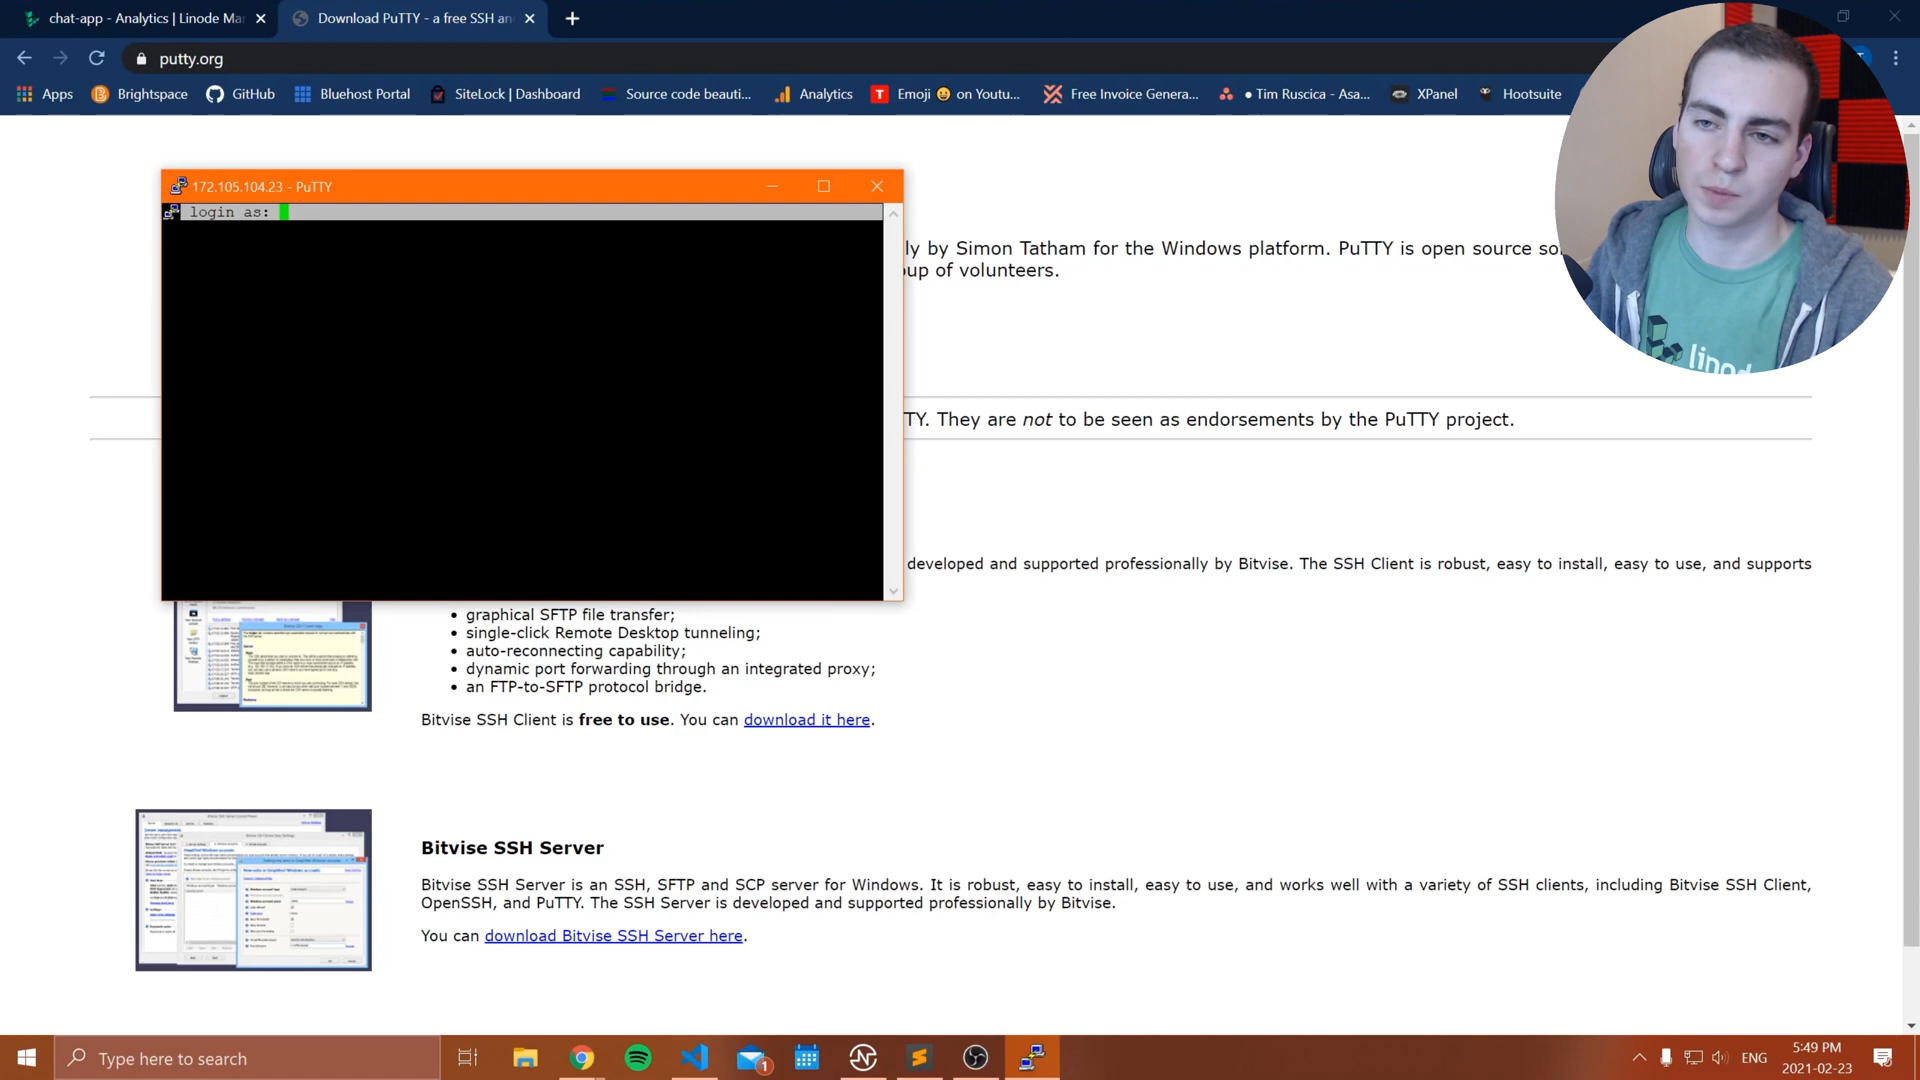 chat-app - Analytics | Linode Ma
Download PuTTY - a free SSH an
putty.org
Apps
Brightspace
GitHub
Bluehost Portal
SiteLock | Dashboard
Source code beauti...
Analytics
Emoji 😀 on Youtu...
Free Invoice Genera...
● Tim Ruscica - Asa...
XPanel
Hootsuite
172.105.104.23 - PuTTY
login as:
ly by Simon Tatham for the Windows platform. PuTTY is open source so
oup of volunteers.
TY. They are not to be seen as endorsements by the PuTTY project.
developed and supported professionally by Bitvise. The SSH Client is robust, easy to install, easy to use, and supports
• graphical SFTP file transfer;
• single-click Remote Desktop tunneling;
• auto-reconnecting capability;
• dynamic port forwarding through an integrated proxy;
• an FTP-to-SFTP protocol bridge.
Bitvise SSH Client is free to use. You can download it here.
Bitvise SSH Server
Bitvise SSH Server is an SSH, SFTP and SCP server for Windows. It is robust, easy to install, easy to use, and works well with a variety of SSH clients, including Bitvise SSH Client,
OpenSSH, and PuTTY. The SSH Server is developed and supported professionally by Bitvise.
You can download Bitvise SSH Server here.
Type here to search
1
ENG
5:49 PM
2021-02-23